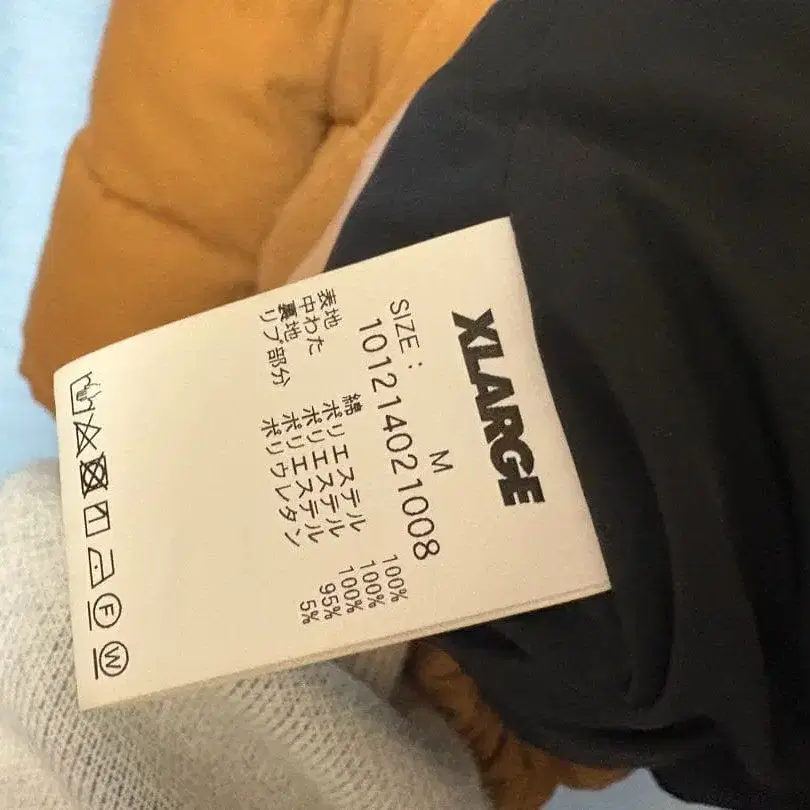 XLARGE
SIZE : M
101214021008
表地 綿 100%
中わた ポリエステル 100%
裏地 ポリエステル 100%
リブ部分 ポリエステル 95%
ポリウレタン 5%
F
W